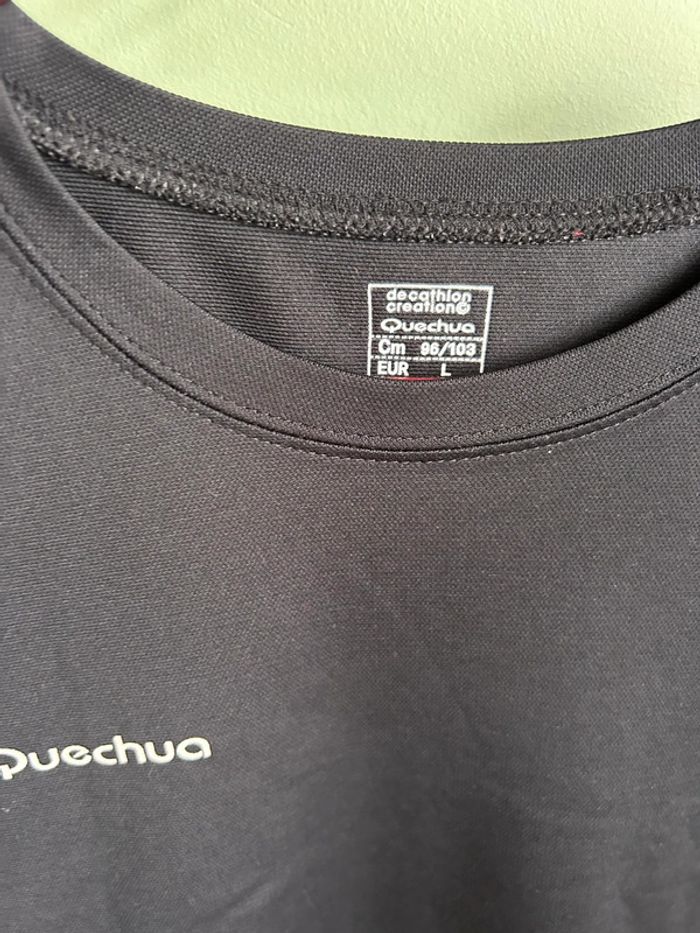 decathlon
creation©
Quechua
Cm 96/103
EUR L
Quechua